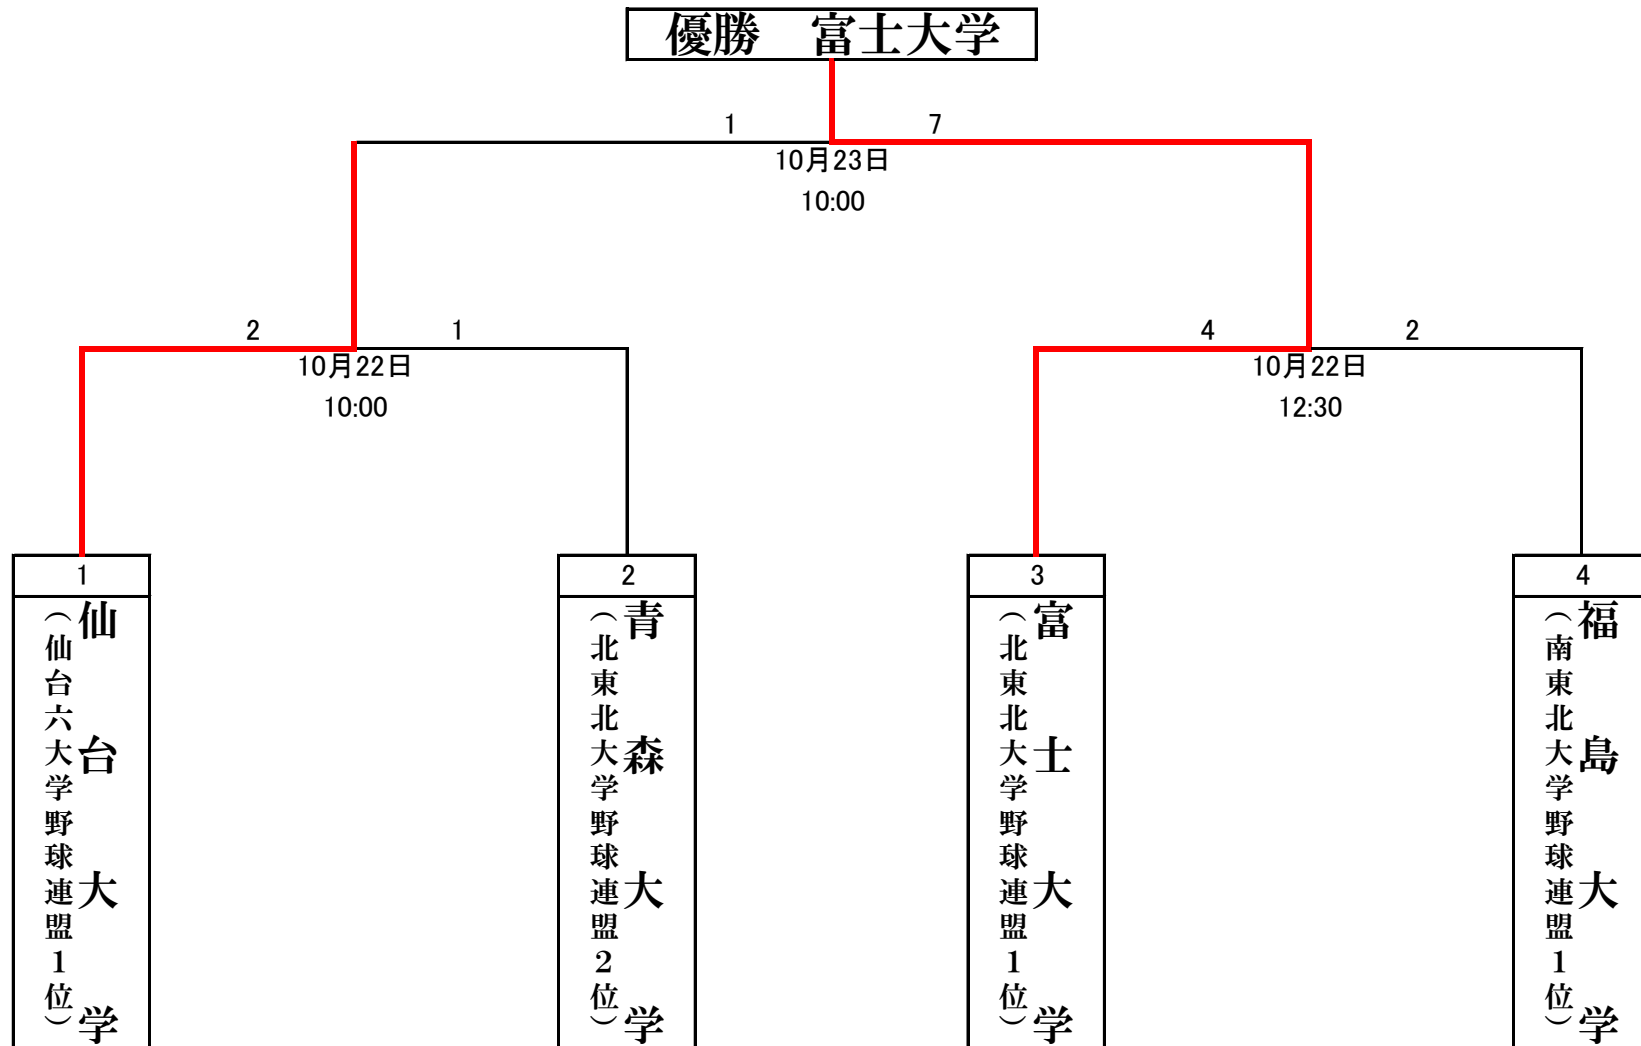 優勝　富士大学
1
7
10月23日
10:00
2
1
10月22日
10:00
4
2
10月22日
12:30
1
仙台大学
（仙台六大学野球連盟1位）
2
青森大学
（北東北大学野球連盟2位）
3
富士大学
（北東北大学野球連盟1位）
4
福島大学
（南東北大学野球連盟1位）